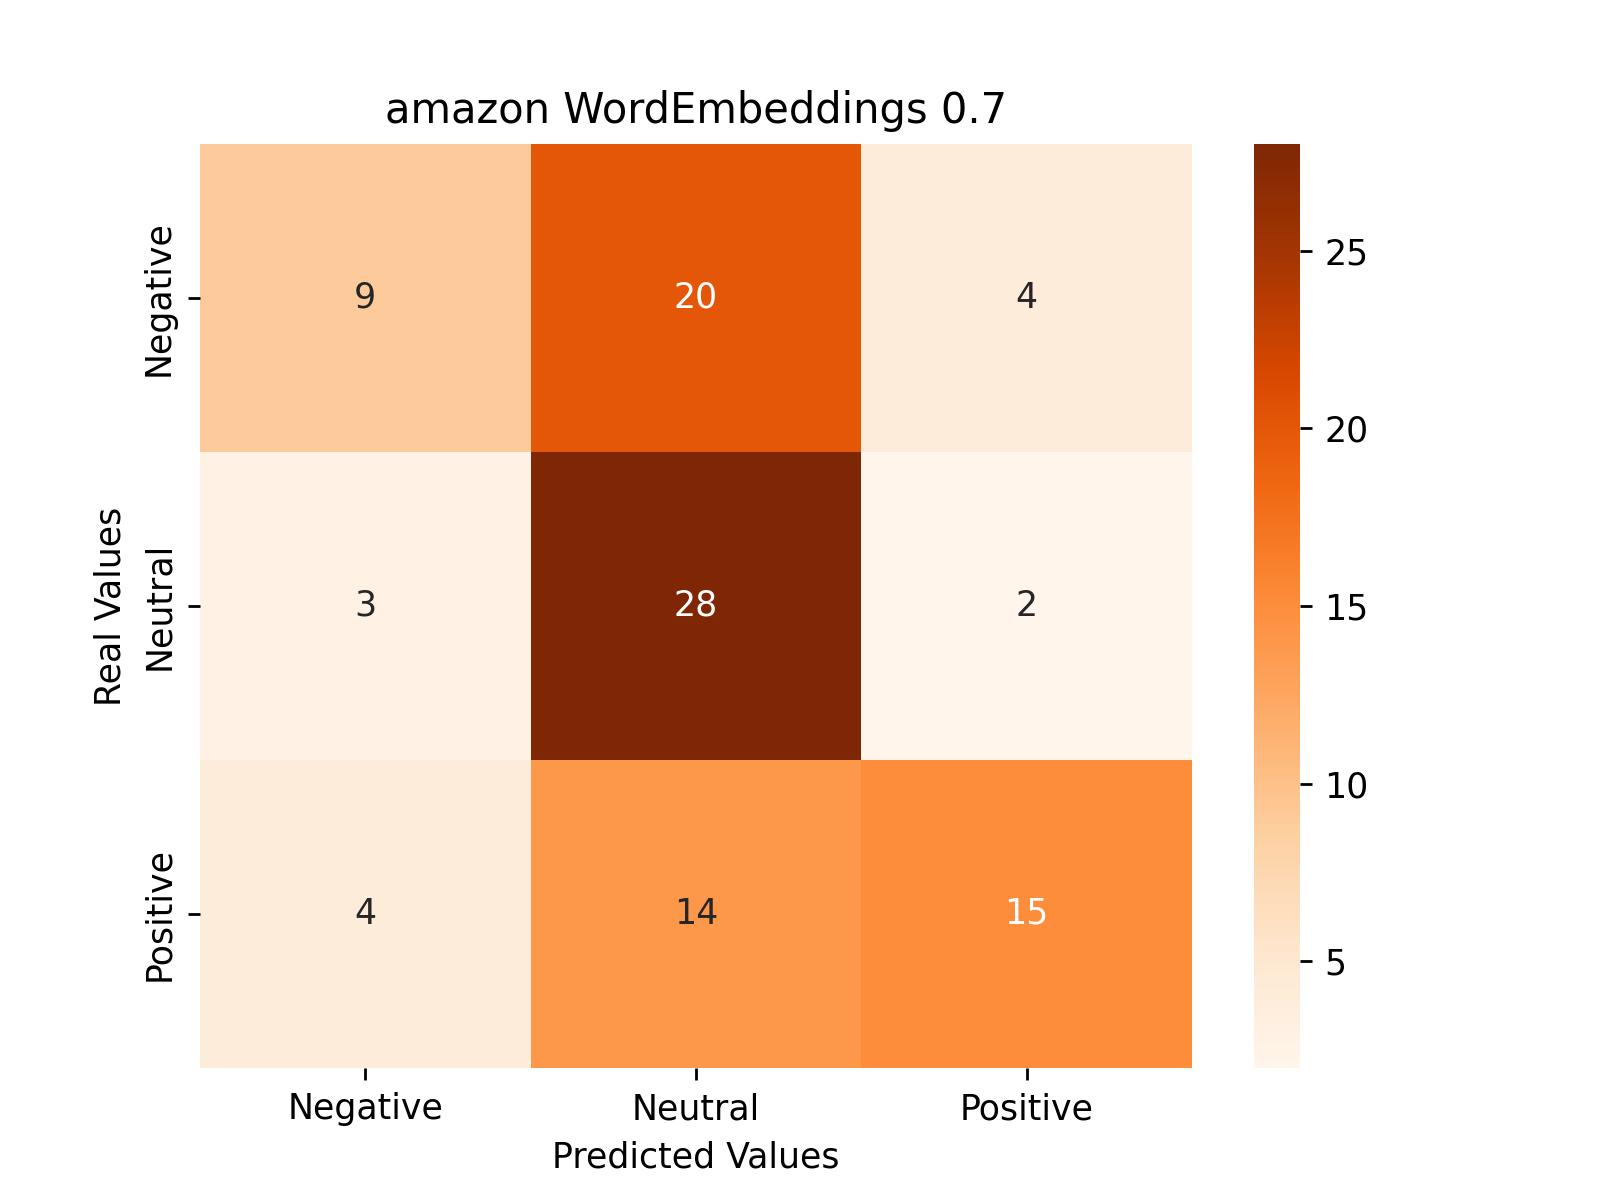 amazon WordEmbeddings 0.7
Real Values
Negative
9 20 4
Neutral
3 28 2
Positive
4 14 15
Negative Neutral Positive
Predicted Values
25
20
15
10
5